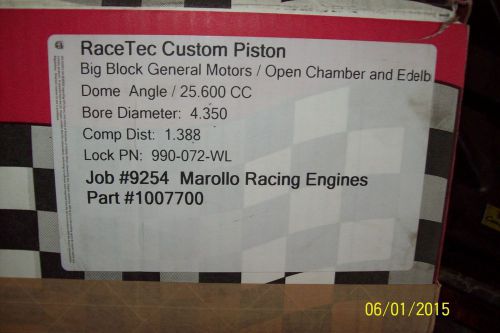 RaceTec Custom Piston
Big Block General Motors / Open Chamber and Edelb
Dome Angle / 25.600 CC
Bore Diameter: 4.350
Comp Dist: 1.388
Lock PN: 990-072-WL
Job #9254 Marollo Racing Engines
Part #1007700
06/01/2015